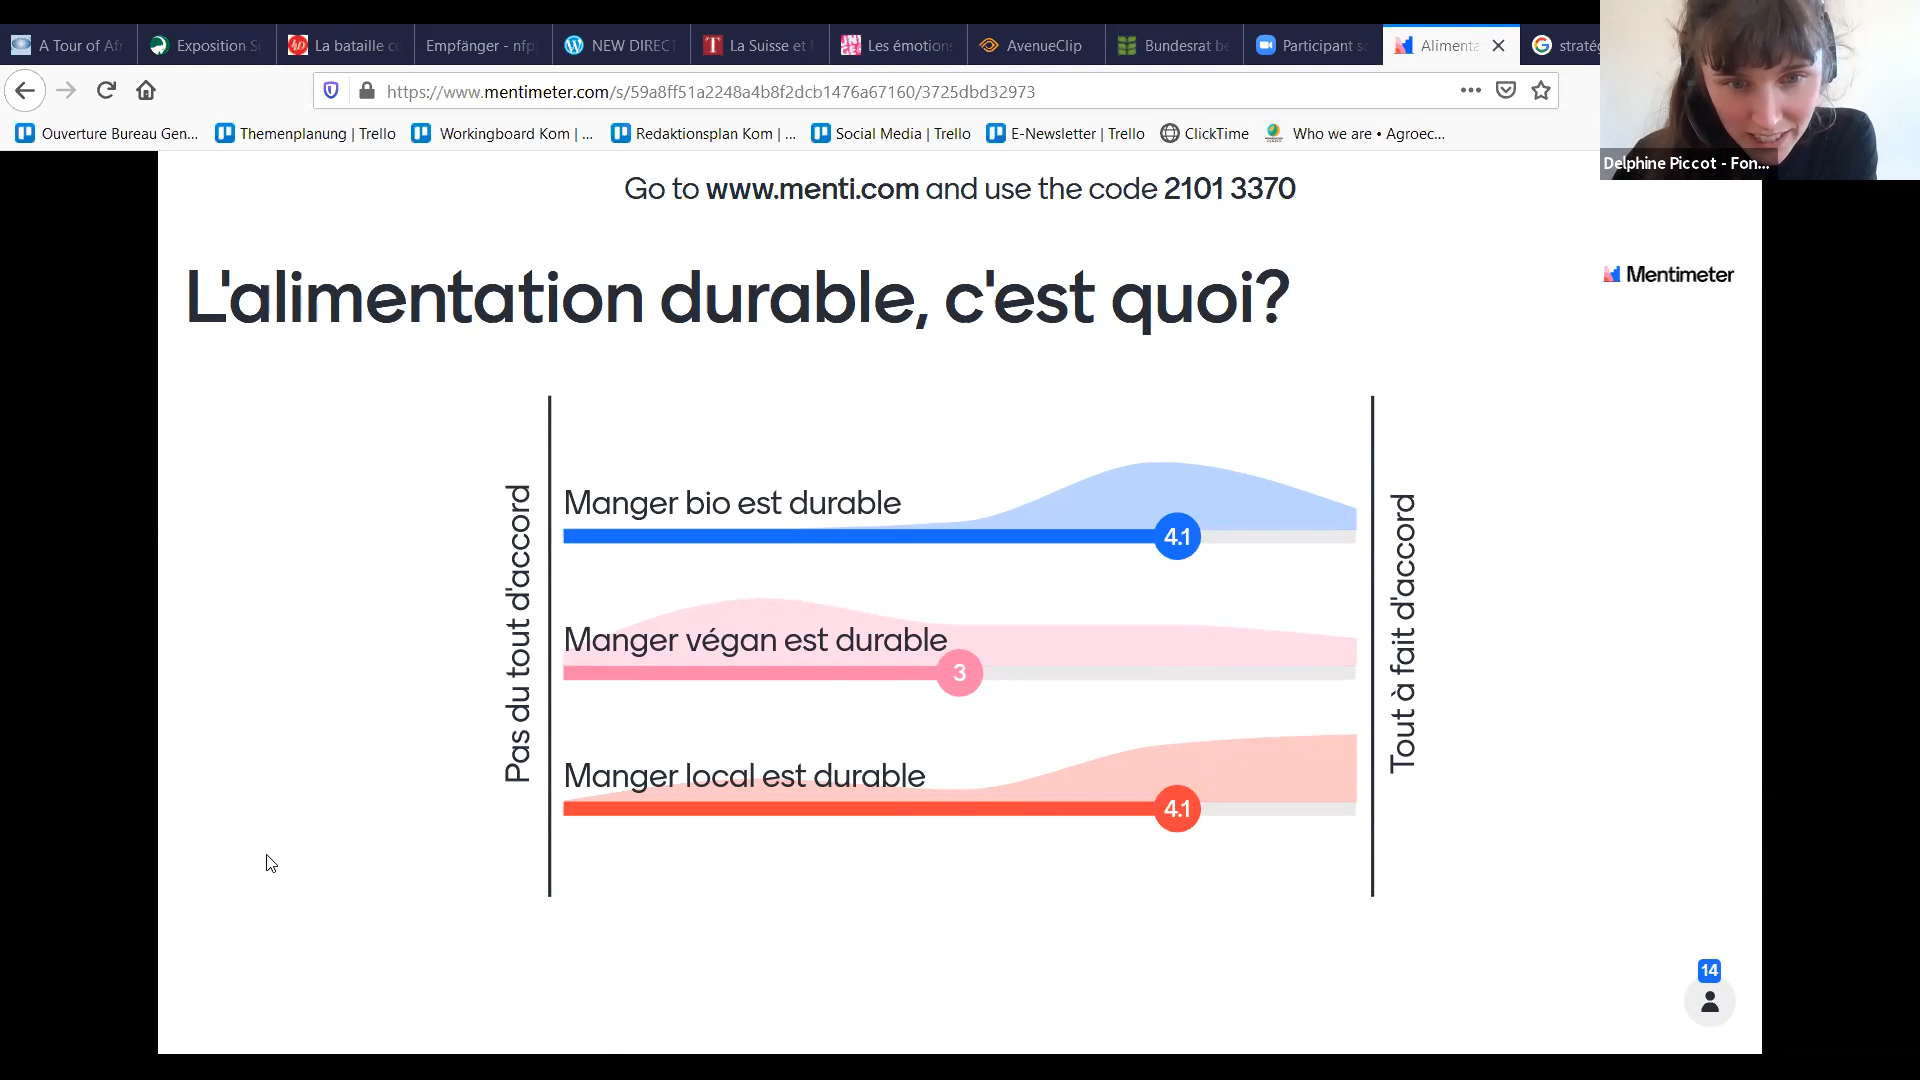 A Tour of Af
Exposition S
La bataille c
Empfänger - nfp
NEW DIREC
La Suisse et
Les émotion
AvenueClip
Bundesrat be
Participant s
Alimenta
straté
https://www.mentimeter.com/s/59a8ff51a2248a4b8f2dcb1476a67160/3725dbd32973
Ouverture Bureau Gen...
Themenplanung | Trello
Workingboard Kom | ...
Redaktionsplan Kom | ...
Social Media | Trello
E-Newsletter | Trello
ClickTime
Who we are • Agroec...
Delphine Piccot - Fon...
Go to www.menti.com and use the code 2101 3370
L'alimentation durable, c'est quoi?
Mentimeter
Pas du tout d'accord
Manger bio est durable
4.1
Manger végan est durable
3
Manger local est durable
4.1
Tout à fait d'accord
14